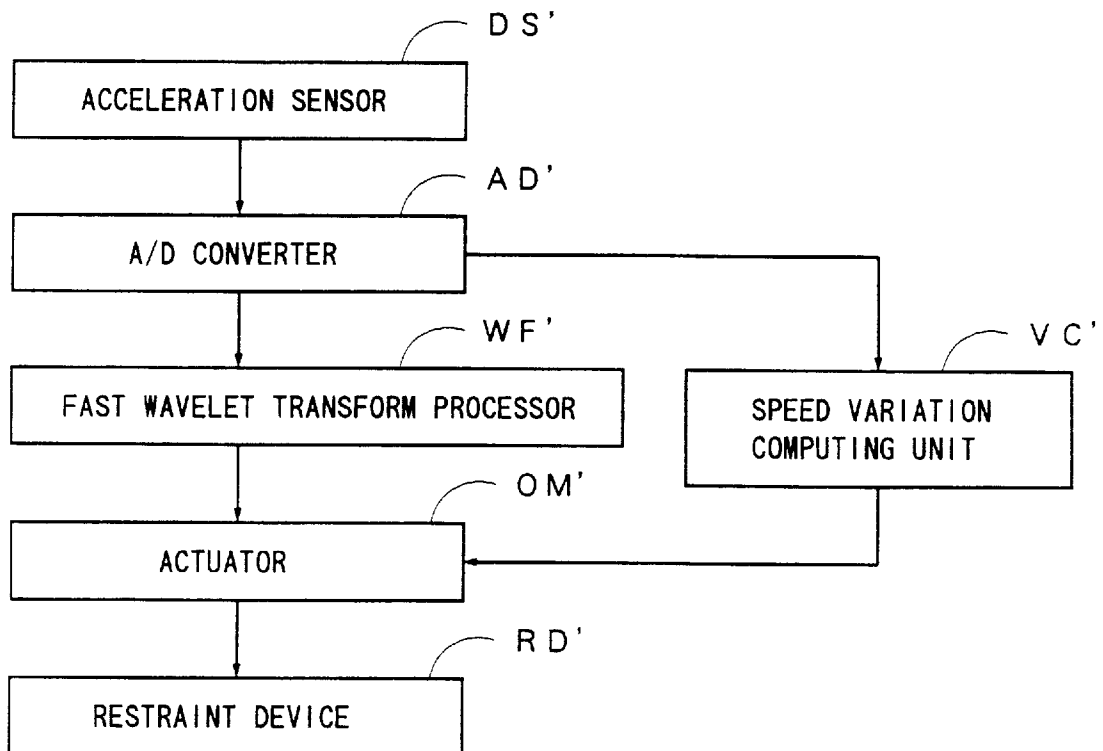 DS'
ACCELERATION SENSOR
AD'
A/D CONVERTER
WF'
VC'
FAST WAVELET TRANSFORM PROCESSOR
SPEED VARIATION
COMPUTING UNIT
OM'
ACTUATOR
RD'
RESTRAINT DEVICE